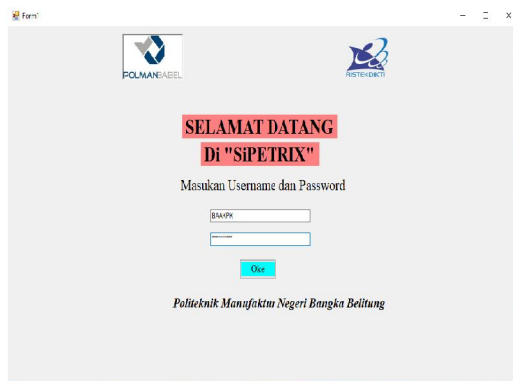 Form1
POLMANBABEL
RISTEKDIKTI
SELAMAT DATANG
Di "SiPETRIX"
Masukan Username dan Password
BAAKPK
Oke
Politeknik Manufaktur Negeri Bangka Belitung